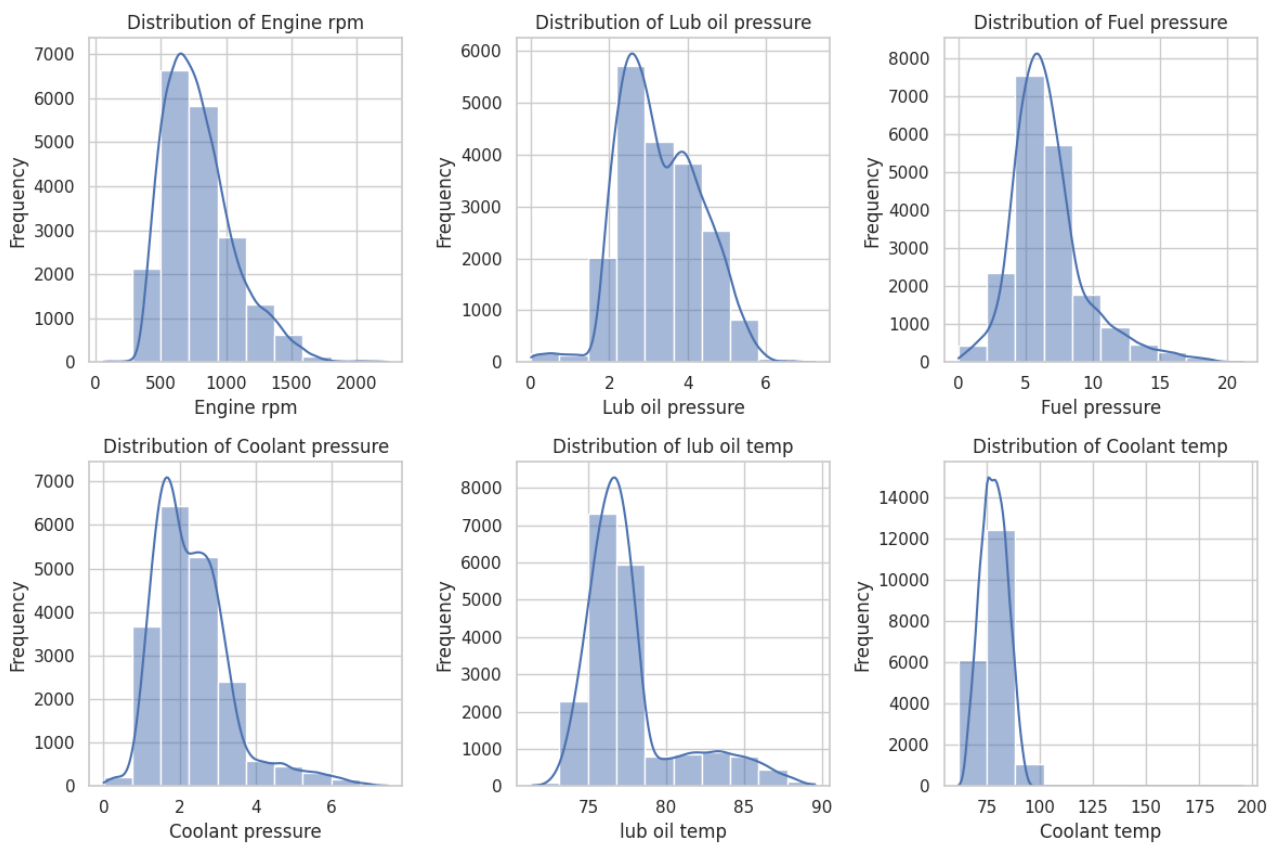 Distribution of Engine rpm
Frequency
7000
6000
5000
4000
3000
2000
1000
0
0 500 1000 1500 2000
Engine rpm
Distribution of Lub oil pressure
Frequency
6000
5000
4000
3000
2000
1000
0
0 2 4 6
Lub oil pressure
Distribution of Fuel pressure
Frequency
8000
7000
6000
5000
4000
3000
2000
1000
0
0 5 10 15 20
Fuel pressure
Distribution of Coolant pressure
Frequency
7000
6000
5000
4000
3000
2000
1000
0
0 2 4 6
Coolant pressure
Distribution of lub oil temp
Frequency
8000
7000
6000
5000
4000
3000
2000
1000
0
75 80 85 90
lub oil temp
Distribution of Coolant temp
Frequency
14000
12000
10000
8000
6000
4000
2000
0
75 100 125 150 175 200
Coolant temp